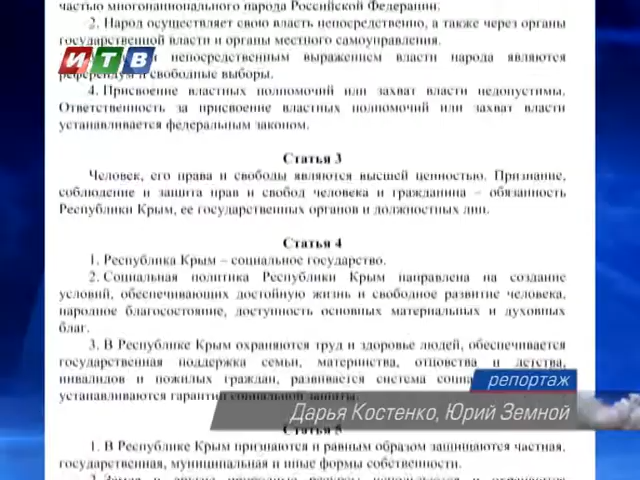 частью многонационального народа Российской Федерации.
2. Народ осуществляет свою власть непосредственно, а также через органы
государственной власти и органы местного самоуправления.
ИТВ
непосредственным выражением власти народа являются
референдум и свободные выборы.
4. Присвоение властных полномочий или захват власти недопустимы.
Ответственность за присвоение властных полномочий или захват власти
устанавливается федеральным законом.
Статья 3
Человек, его права и свободы являются высшей ценностью. Признание,
соблюдение и защита прав и свобод человека и гражданина – обязанность
Республики Крым, ее государственных органов и должностных лиц.
Статья 4
1. Республика Крым – социальное государство.
2. Социальная политика Республики Крым направлена на создание
условий, обеспечивающих достойную жизнь и свободное развитие человека,
народное благосостояние, доступность основных материальных и духовных
благ.
3. В Республике Крым охраняются труд и здоровье людей, обеспечивается
государственная поддержка семьи, материнства, отцовства и детства,
инвалидов и пожилых граждан, развивается система
репортаж
устанавливаются гарантии социальной защиты.
Дарья Костенко, Юрий Земной
Статья 5
1. В Республике Крым признаются и равным образом защищаются частная,
государственная, муниципальная и иные формы собственности.